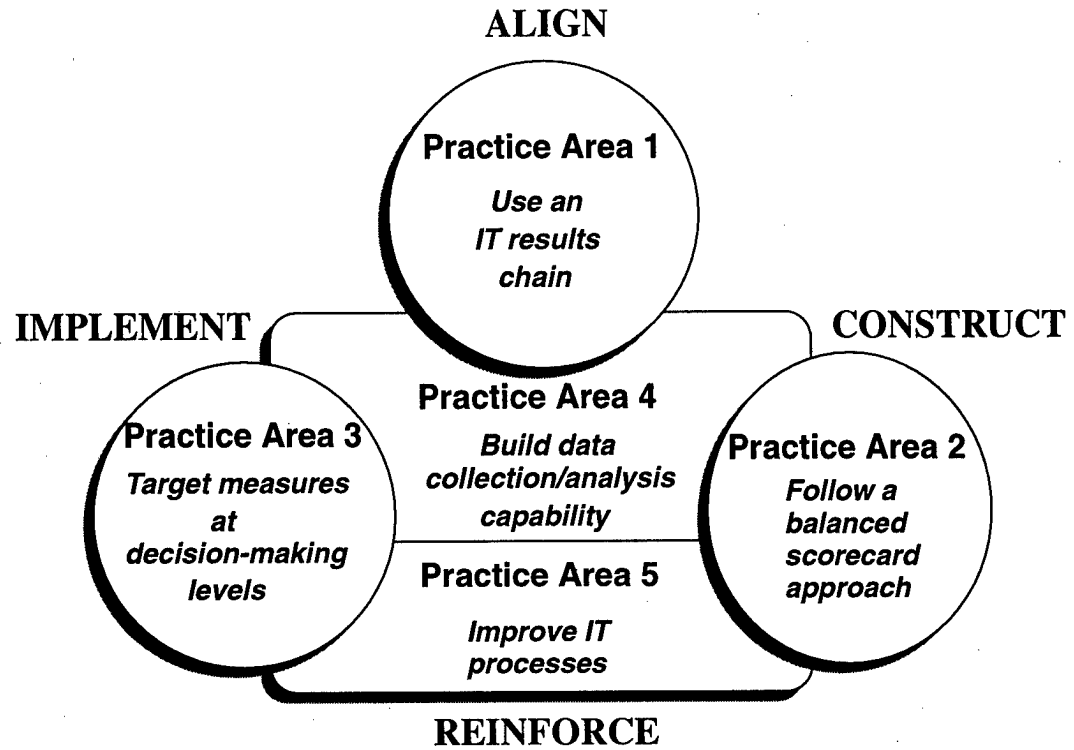 ALIGN
Practice Area 1
Use an
IT results
chain
IMPLEMENT
CONSTRUCT
Practice Area 4
Build data
collection/analysis
capability
Practice Area 3
Target measures
at
decision-making
levels
Practice Area 2
Follow a
balanced
scorecard
approach
Practice Area 5
Improve IT
processes
REINFORCE